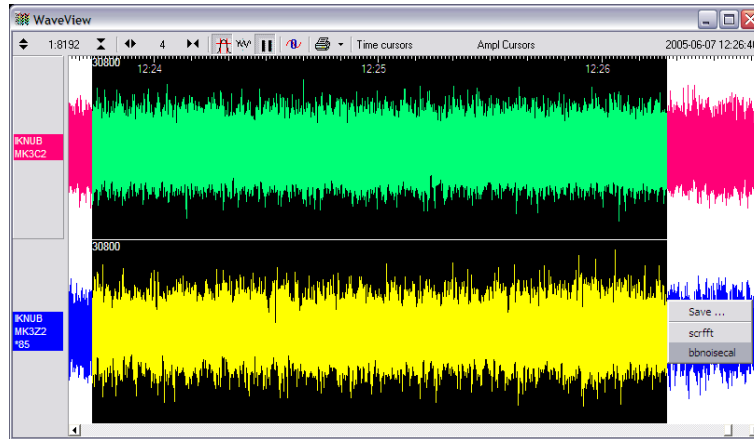 WaveView
1:8192 4 Time cursors Ampl Cursors 2005-06-07 12:26:4
30800
12:24 12:25 12:26
IKNUB
MK3C2
30800
IKNUB
MK3Z2
*85
Save ...
scrfft
bbnoisecal